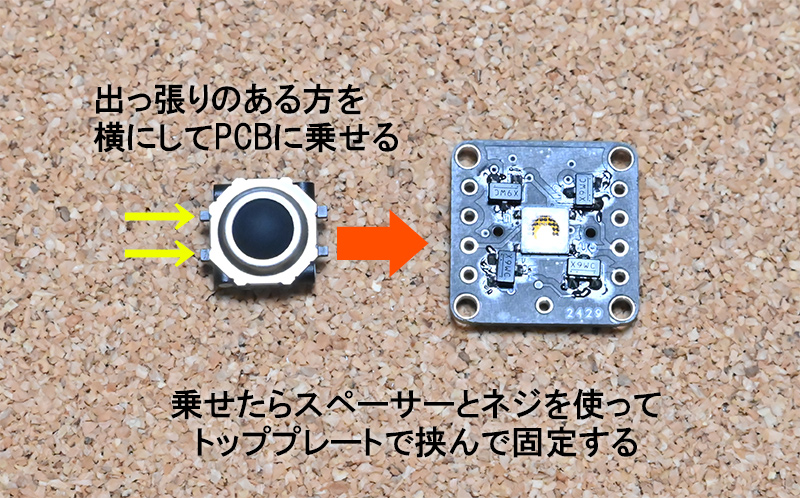 出っ張りのある方を
横にしてPCBに乗せる
X9MC
X9MC
2429
乗せたらスペーサーとネジを使って
トッププレートで挟んで固定する